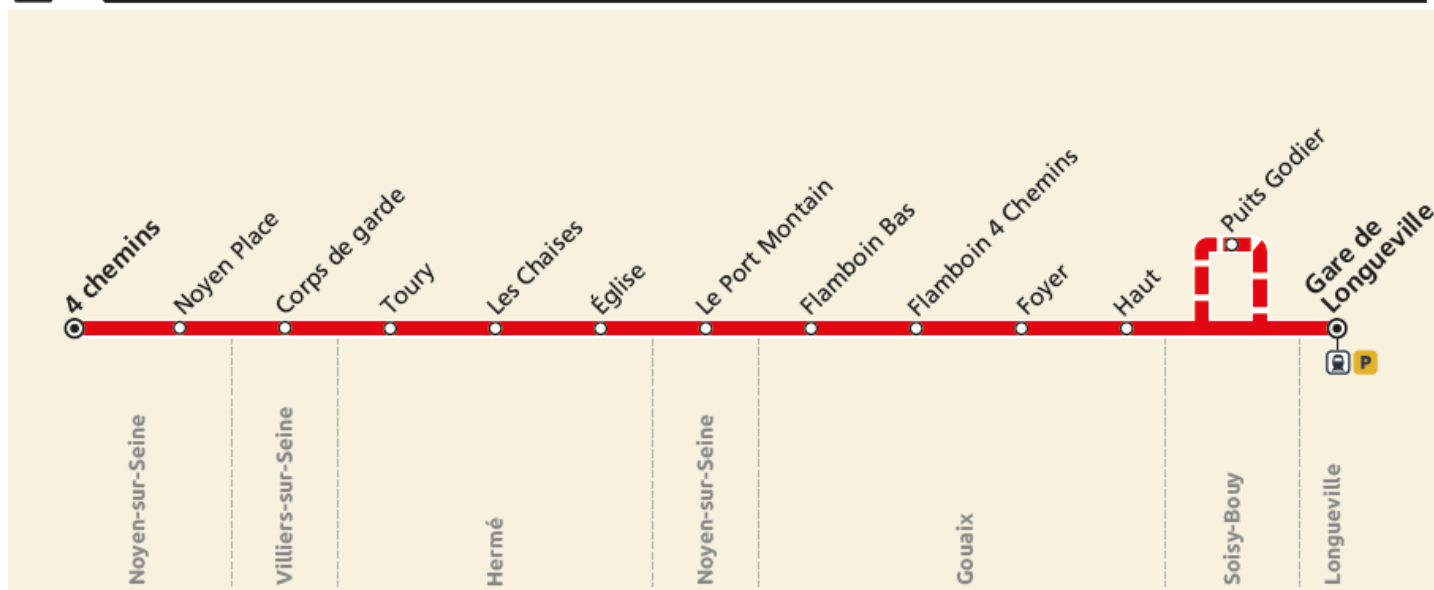 4 chemins
Noyen Place
Corps de garde
Toury
Les Chaises
Église
Le Port Montain
Flamboin Bas
Flamboin 4 Chemins
Foyer
Haut
Puits Godier
Gare de
Longueville
P
Noyen-sur-Seine
Villiers-sur-Seine
Hermé
Noyen-sur-Seine
Gouaix
Soisy-Bouy
Longueville